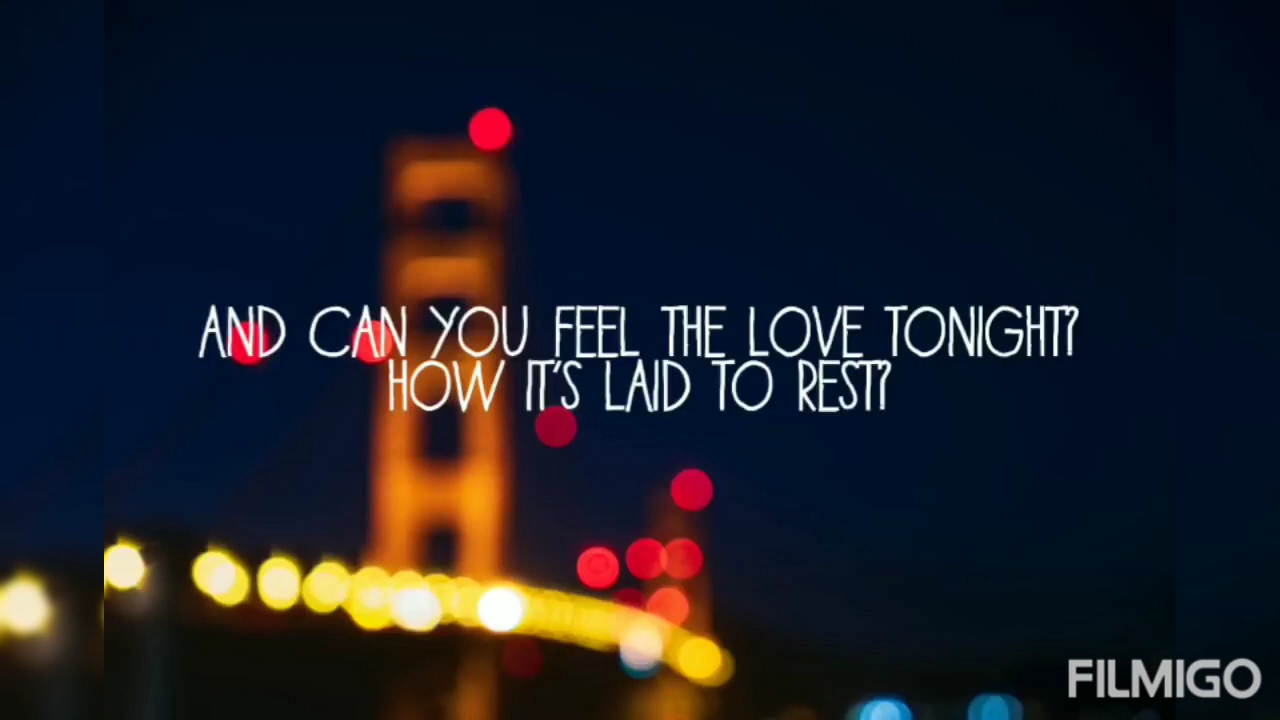 AND CAN YOU FEEL THE LOVE TONIGHT?
HOW IT'S LAID TO REST?
FILMIGO